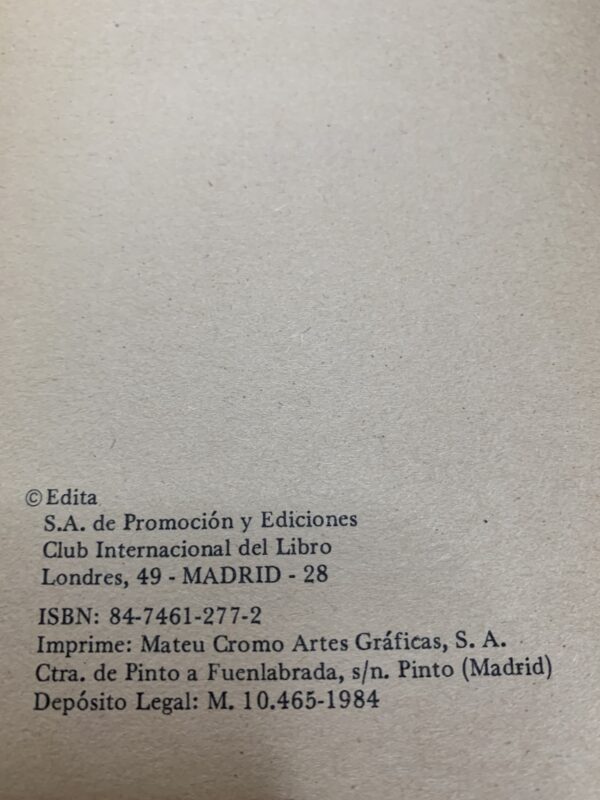 © Edita
S.A. de Promoción y Ediciones
Club Internacional del Libro
Londres, 49 - MADRID - 28
ISBN: 84-7461-277-2
Imprime: Mateu Cromo Artes Gráficas, S. A.
Ctra. de Pinto a Fuenlabrada, s/n. Pinto (Madrid)
Depósito Legal: M. 10.465-1984